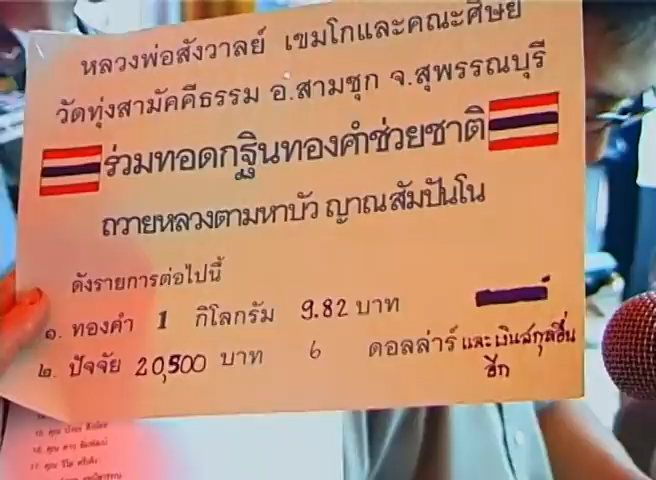 หลวงพ่อสังวาลย์ เขมโกและคณะศิษย์
วัดทุ่งสามัคคีธรรม อ.สามชุก จ.สุพรรณบุรี
ร่วมทอดกฐินทองคำช่วยชาติ
ถวายหลวงตามหาบัว ญาณสัมปันโน
ดังรายการต่อไปนี้
๑. ทองคำ 1 กิโลกรัม 9.82 บาท
๒. ปัจจัย 20,500 บาท 6 ดอลล่าร์ และเงินสกุลอื่น
อีก